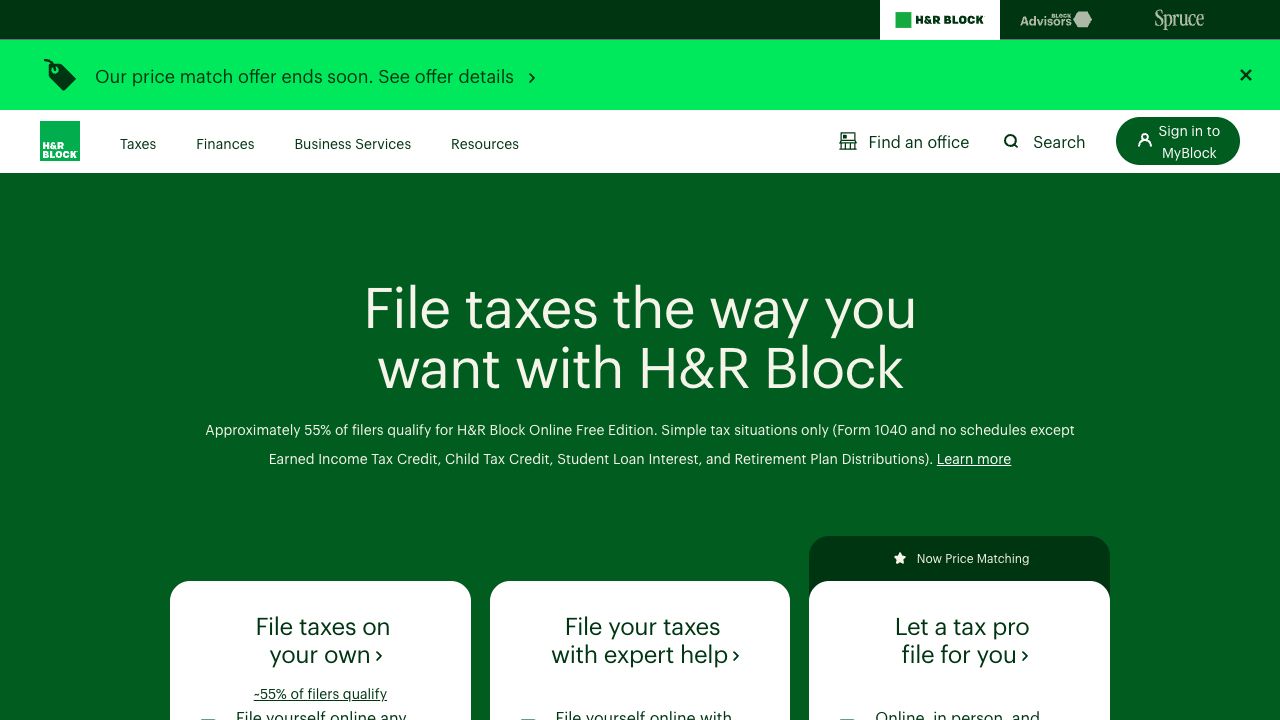 H&R BLOCK
BLOCK
Advisors
Spruce
Our price match offer ends soon. See offer details
H&R
BLOCK
Taxes
Finances
Business Services
Resources
Find an office
Search
Sign in to
MyBlock
File taxes the way you
want with H&R Block
Approximately 55% of filers qualify for H&R Block Online Free Edition. Simple tax situations only (Form 1040 and no schedules except
Earned Income Tax Credit, Child Tax Credit, Student Loan Interest, and Retirement Plan Distributions). Learn more
Now Price Matching
File taxes on
your own
~55% of filers qualify
File yourself online any
File your taxes
with expert help
File yourself online with
Let a tax pro
file for you
Online, in person, and